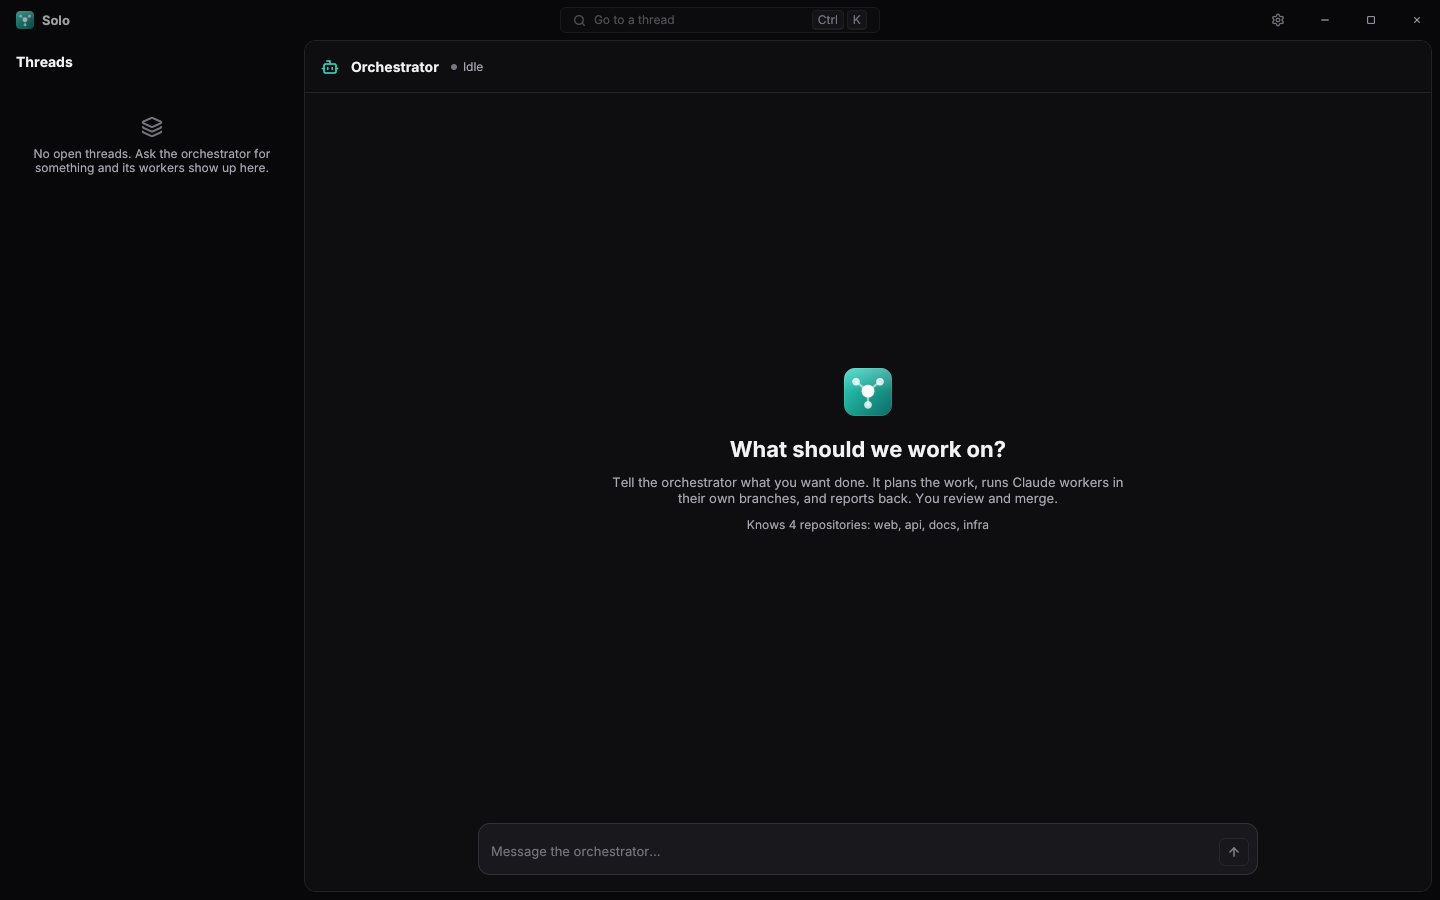 Solo
Go to a thread
Ctrl K
Threads
No open threads. Ask the orchestrator for
something and its workers show up here.
Orchestrator
Idle
What should we work on?
Tell the orchestrator what you want done. It plans the work, runs Claude workers in
their own branches, and reports back. You review and merge.
Knows 4 repositories: web, api, docs, infra
Message the orchestrator...